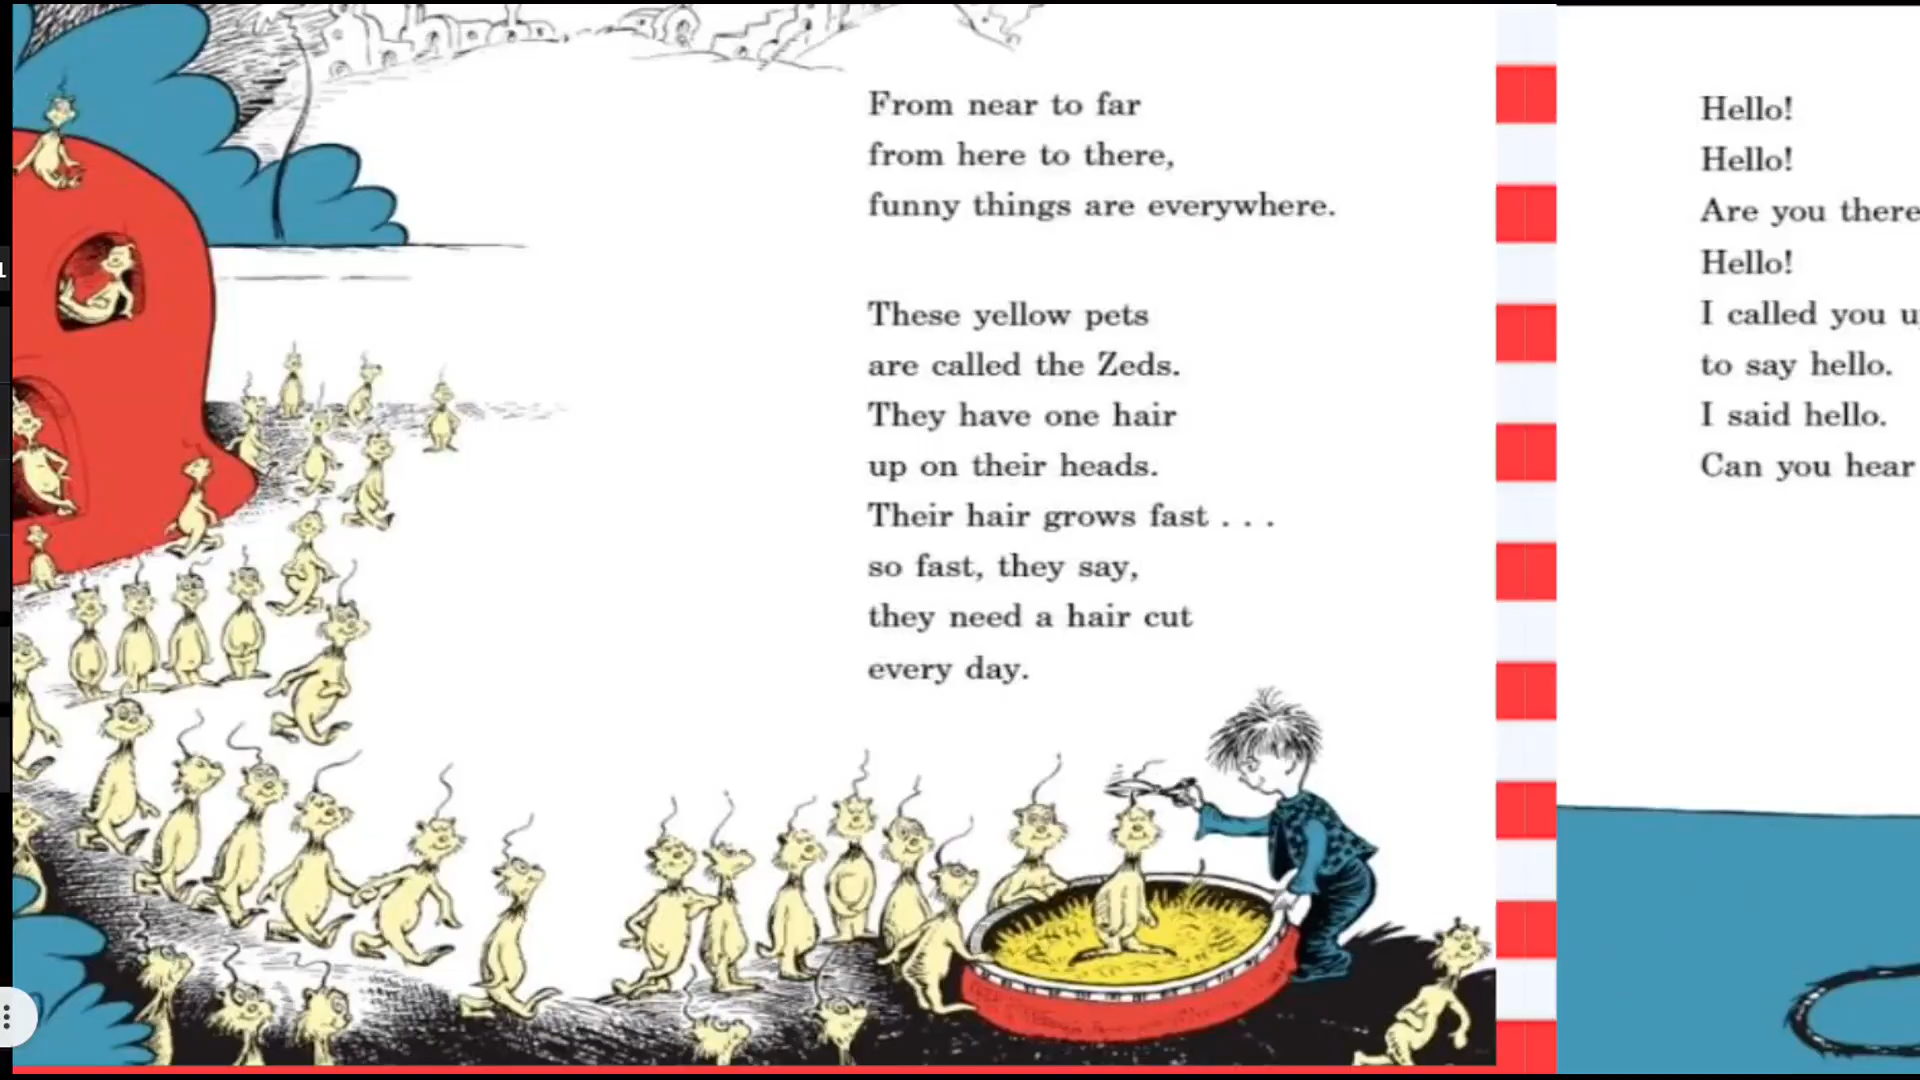 From near to far
from here to there,
funny things are everywhere.
These yellow pets
are called the Zeds.
They have one hair
up on their heads.
Their hair grows fast . . .
so fast, they say,
they need a hair cut
every day.
Hello!
Hello!
Are you there
Hello!
I called you
to say hello.
I said hello.
Can you hear
1